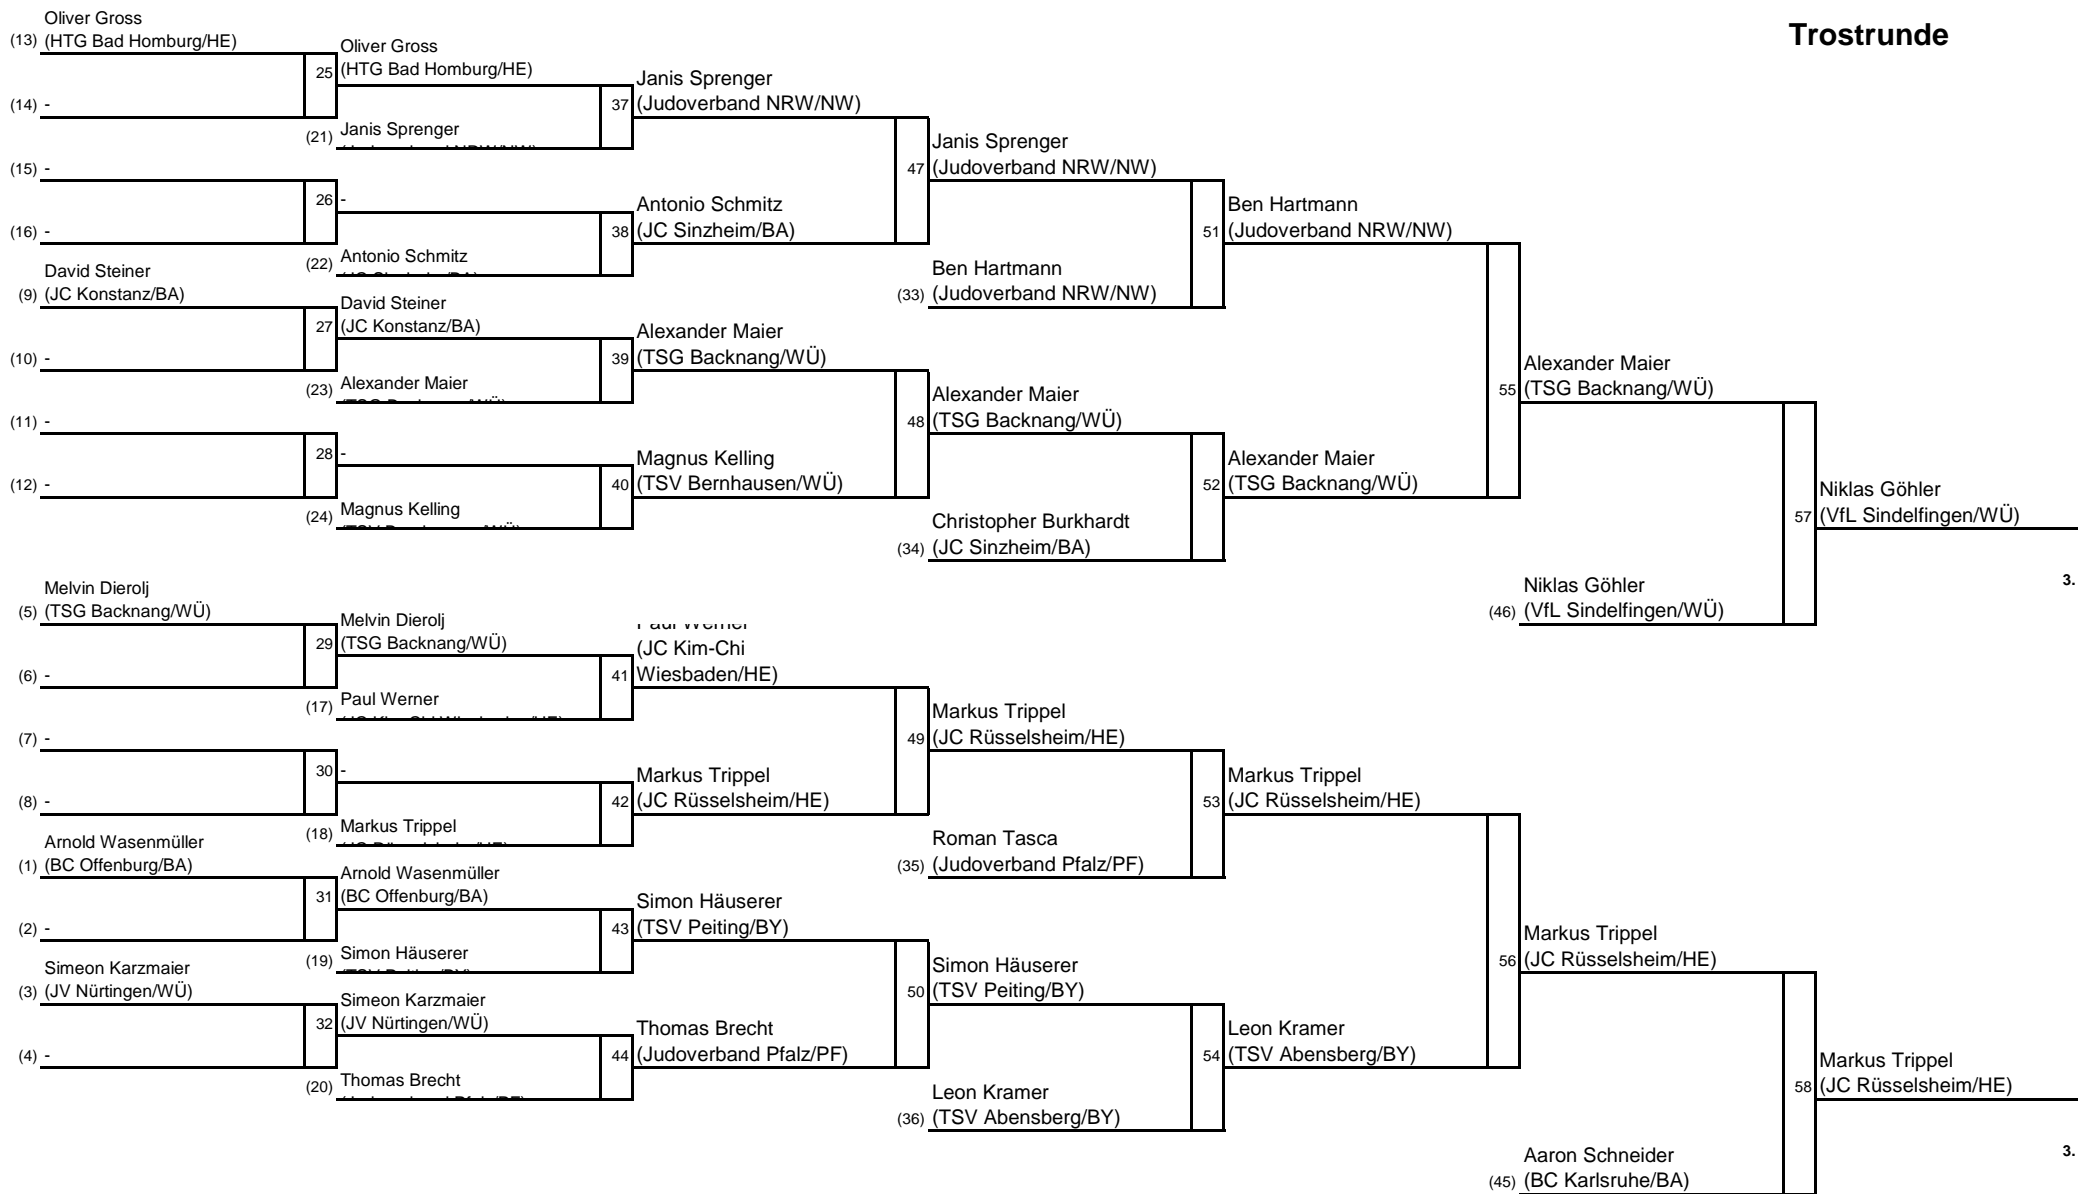 Trostrunde
Oliver Gross
(13) (HTG Bad Homburg/HE)
(14) -
(15) -
(16) -
David Steiner
(9) (JC Konstanz/BA)
(10) -
(11) -
(12) -
Melvin Dierolj
(5) (TSG Backnang/WÜ)
(6) -
(7) -
(8) -
Arnold Wasenmüller
(1) (BC Offenburg/BA)
(2) -
Simeon Karzmaier
(3) (JV Nürtingen/WÜ)
(4) -
Oliver Gross
25 (HTG Bad Homburg/HE)
(21) Janis Sprenger
26 -
(22) Antonio Schmitz
David Steiner
27 (JC Konstanz/BA)
(23) Alexander Maier
28 -
(24) Magnus Kelling
Melvin Dierolj
29 (TSG Backnang/WÜ)
(17) Paul Werner
30 -
(18) Markus Trippel
Arnold Wasenmüller
31 (BC Offenburg/BA)
(19) Simon Häuserer
Simeon Karzmaier
32 (JV Nürtingen/WÜ)
(20) Thomas Brecht
Janis Sprenger
37 (Judoverband NRW/NW)
Antonio Schmitz
38 (JC Sinzheim/BA)
Alexander Maier
39 (TSG Backnang/WÜ)
Magnus Kelling
40 (TSV Bernhausen/WÜ)
Paul Werner
(JC Kim-Chi
41 Wiesbaden/HE)
Markus Trippel
42 (JC Rüsselsheim/HE)
Simon Häuserer
43 (TSV Peiting/BY)
Thomas Brecht
44 (Judoverband Pfalz/PF)
Janis Sprenger
47 (Judoverband NRW/NW)
Ben Hartmann
(33) (Judoverband NRW/NW)
Alexander Maier
48 (TSG Backnang/WÜ)
Christopher Burkhardt
(34) (JC Sinzheim/BA)
Markus Trippel
49 (JC Rüsselsheim/HE)
Roman Tasca
(35) (Judoverband Pfalz/PF)
Simon Häuserer
50 (TSV Peiting/BY)
Leon Kramer
(36) (TSV Abensberg/BY)
Ben Hartmann
51 (Judoverband NRW/NW)
Alexander Maier
52 (TSG Backnang/WÜ)
Markus Trippel
53 (JC Rüsselsheim/HE)
Leon Kramer
54 (TSV Abensberg/BY)
Alexander Maier
55 (TSG Backnang/WÜ)
Niklas Göhler
(46) (VfL Sindelfingen/WÜ)
Markus Trippel
56 (JC Rüsselsheim/HE)
Aaron Schneider
(45) (BC Karlsruhe/BA)
Niklas Göhler
57 (VfL Sindelfingen/WÜ)
3.
Markus Trippel
58 (JC Rüsselsheim/HE)
3.